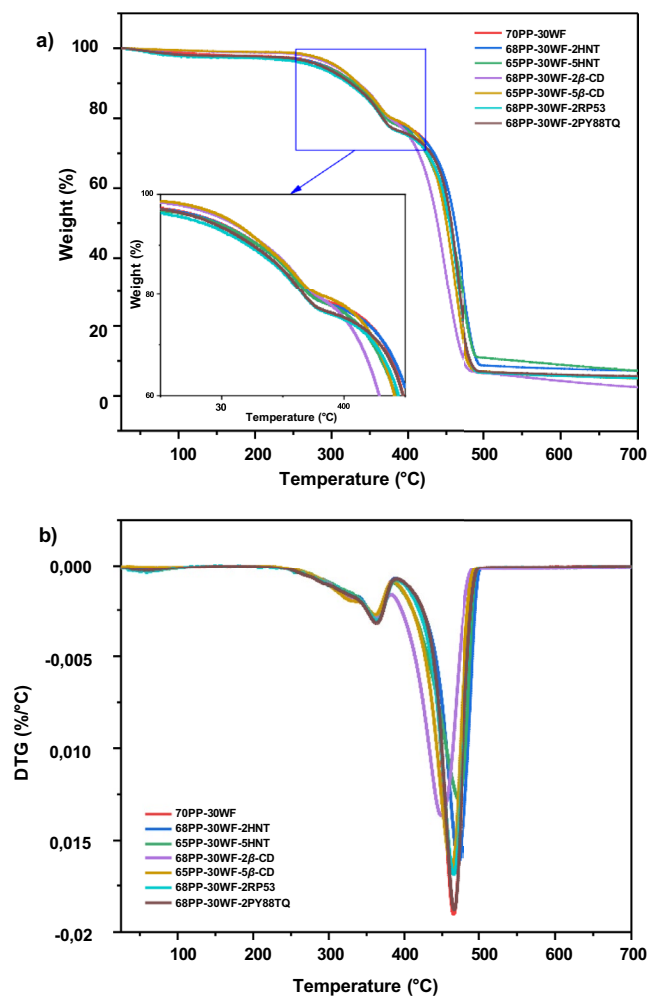 a)
70PP-30WF
68PP-30WF-2HNT
65PP-30WF-5HNT
68PP-30WF-2β-CD
65PP-30WF-5β-CD
68PP-30WF-2RP53
68PP-30WF-2PY88TQ
100
80
60
40
20
10
0
Weight (%)
100
80
60
Weight (%)
30
400
Temperature (°C)
100
200
300
400
500
600
700
Temperature (°C)
b)
0,000
-0,005
0,010
0,015
-0,02
DTG (%/°C)
70PP-30WF
68PP-30WF-2HNT
65PP-30WF-5HNT
68PP-30WF-2β-CD
65PP-30WF-5β-CD
68PP-30WF-2RP53
68PP-30WF-2PY88TQ
100
200
300
400
500
600
700
Temperature (°C)